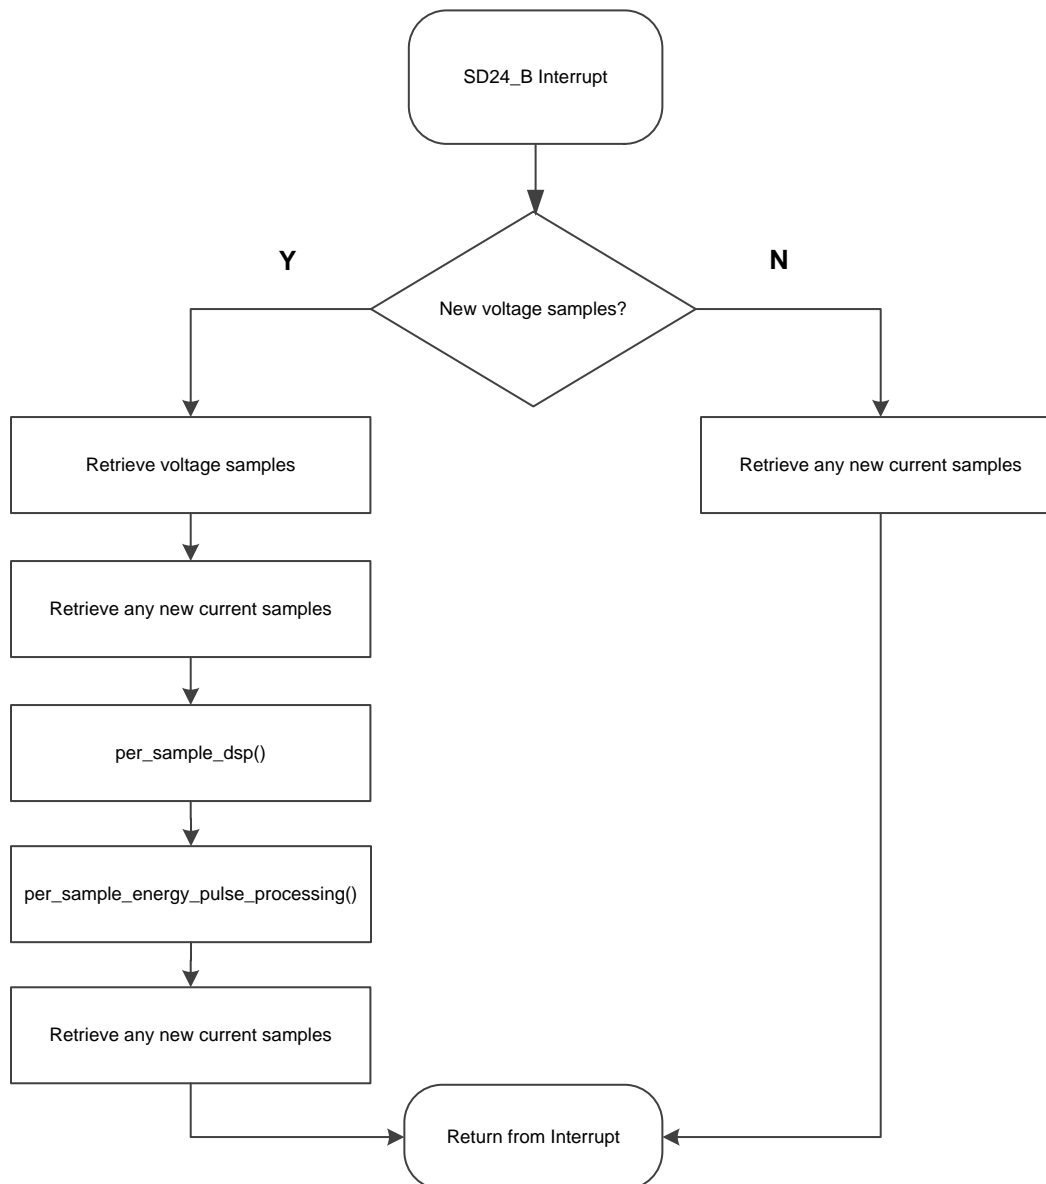 SD24_B Interrupt
Y
N
New voltage samples?
Retrieve voltage samples
Retrieve any new current samples
Retrieve any new current samples
per_sample_dsp()
per_sample_energy_pulse_processing()
Retrieve any new current samples
Return from Interrupt